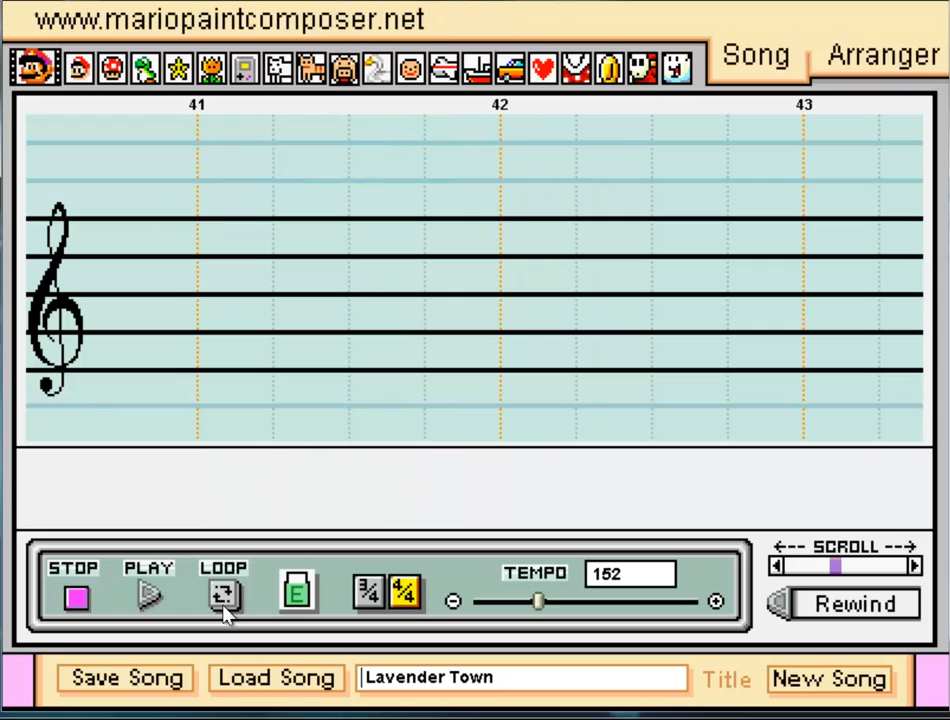 www.mariopaintcomposer.net
Song
Arranger
41
42
43
STOP
PLAY
LOOP
E
3/4
4/4
TEMPO
152
<--- SCROLL --->
Rewind
Save Song
Load Song
Lavender Town
Title
New Song